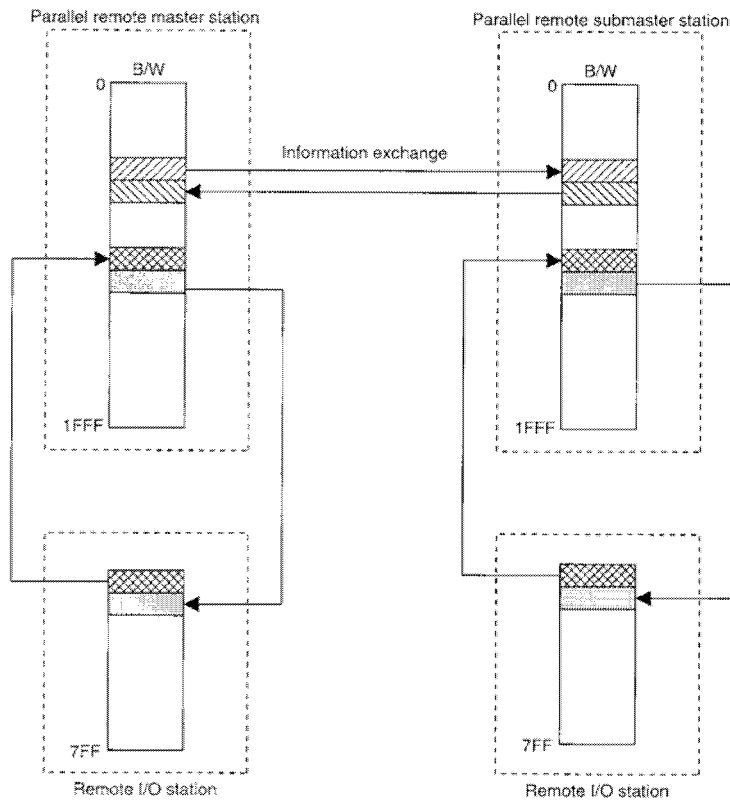 Parallel remote master station
Parallel remote submaster station
B/W
B/W
0
0
Information exchange
1FFF
1FFF
7FF
7FF
Remote I/O station
Remote I/O station